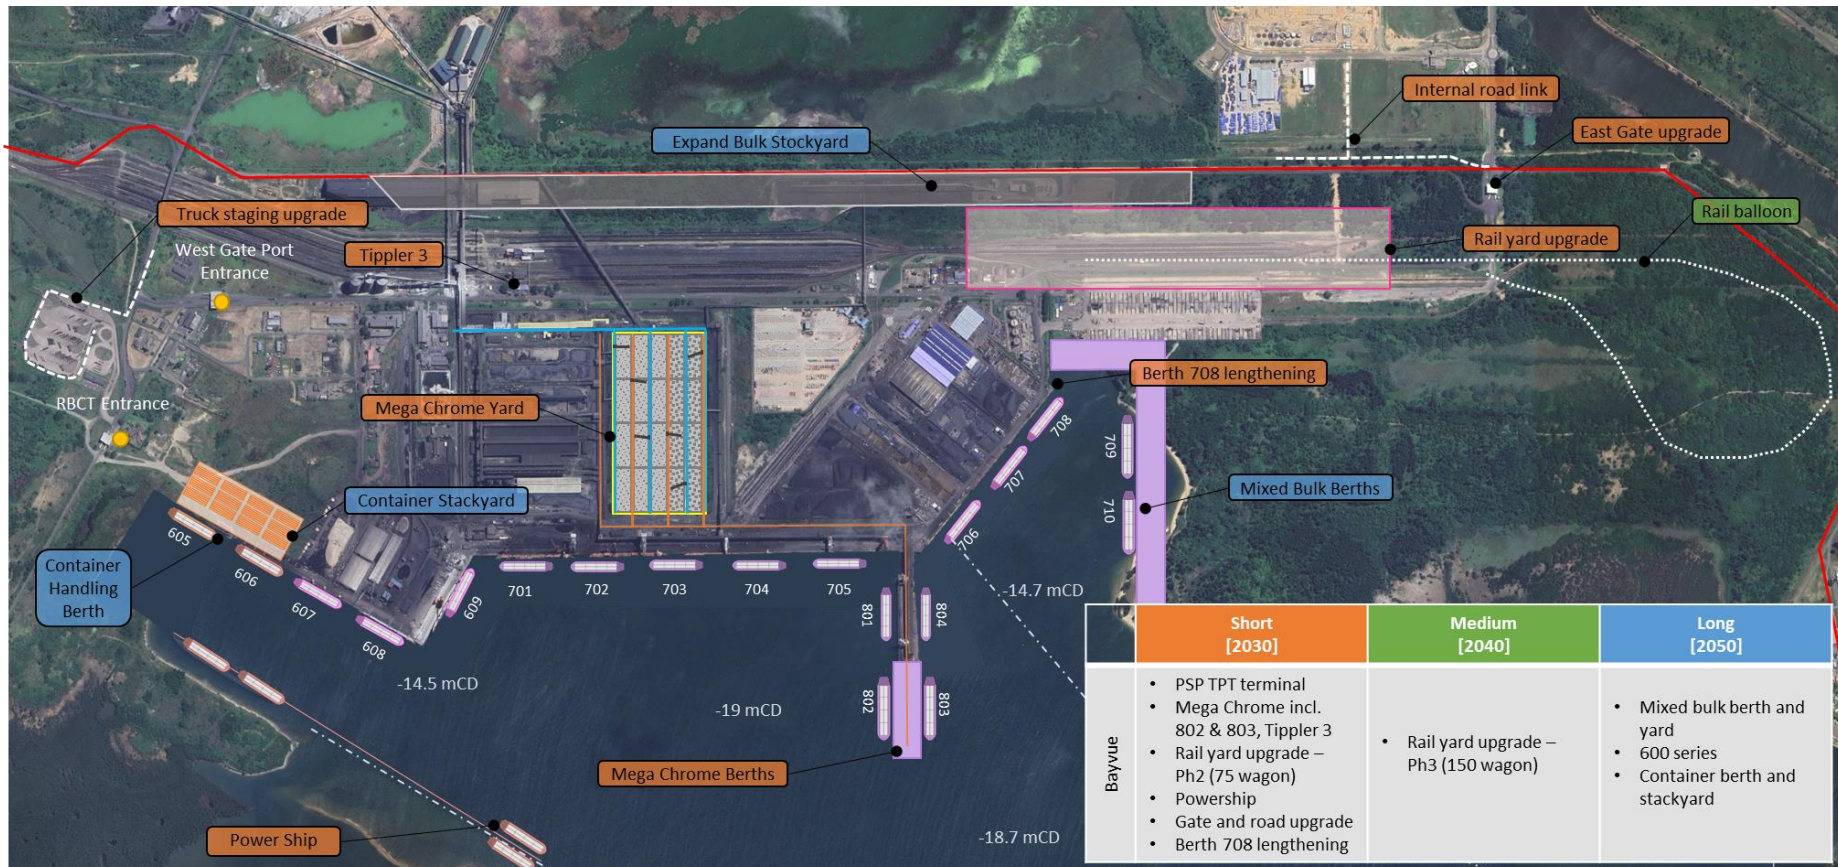 Internal road link
East Gate upgrade
Expand Bulk Stockyard
Truck staging upgrade
Rail balloon
West Gate Port
Entrance
Tippler 3
Rail yard upgrade
Berth 708 lengthening
RBCT Entrance
Mega Chrome Yard
708
709
707
Mixed Bulk Berths
Container Stackyard
710
605
706
Container
Handling
Berth
606
607
608
609
701
702
703
704
705
-14.7 mCD
801
804
-14.5 mCD
802
803
-19 mCD
Mega Chrome Berths
Power Ship
-18.7 mCD
Short
[2030]
Medium
[2040]
Long
[2050]
Bayvue
• PSP TPT terminal
• Mega Chrome incl.
802 & 803, Tippler 3
• Rail yard upgrade –
Ph2 (75 wagon)
• Powership
• Gate and road upgrade
• Berth 708 lengthening
• Rail yard upgrade –
Ph3 (150 wagon)
• Mixed bulk berth and
yard
• 600 series
• Container berth and
stackyard